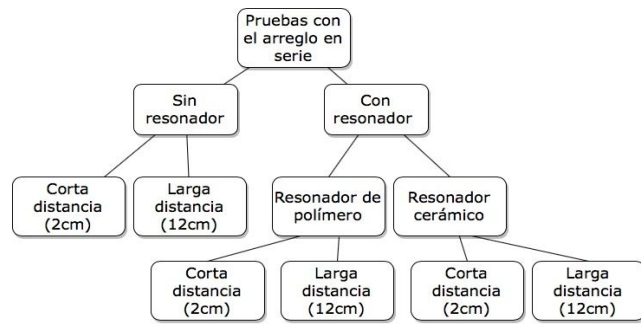 Pruebas con
el arreglo en
serie
Sin
resonador
Con
resonador
Corta
distancia
(2cm)
Larga
distancia
(12cm)
Resonador de
polímero
Resonador
cerámico
Corta
distancia
(2cm)
Larga
distancia
(12cm)
Corta
distancia
(2cm)
Larga
distancia
(12cm)